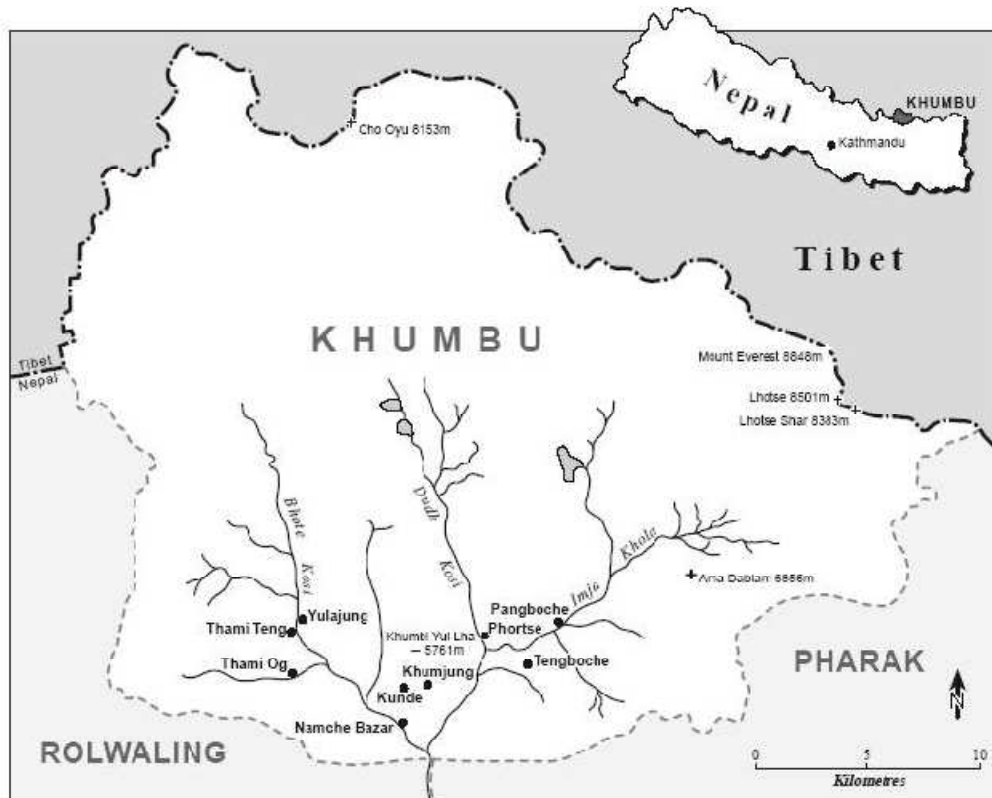 Nepal
KHUMBU
Kathmandu
Cho Oyu 8153m
Tibet
KHUMBU
Tibet
Nepal
Mount Everest 8848m
Lhotse 8501m
Lhotse Shar 8383m
Bhote
Kosi
Dudh
Kosi
Imja
Khola
Ama Dablam 6856m
Yulajung
Thami Teng
Thami Og
Pangboche
Phortse
Khumbi Yul Lha
– 5761m
Tengboche
Khumjung
Kunde
Namche Bazar
PHARAK
ROLWALING
N
0 5 10
Kilometres